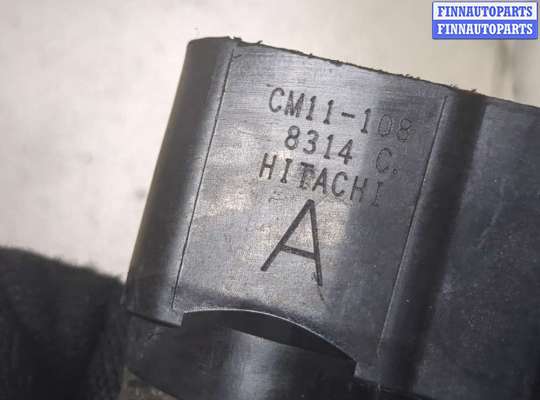 FINNAUTOPARTS
FINNAUTOPARTS
CM11-108
8314 C,
HITACHI
A